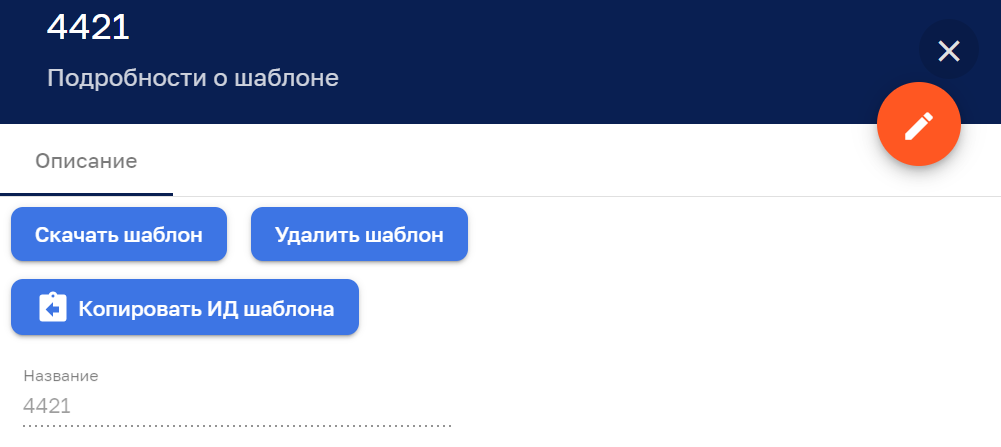 4421
Подробности о шаблоне
Описание
Скачать шаблон
Удалить шаблон
Копировать ИД шаблона
Название
4421